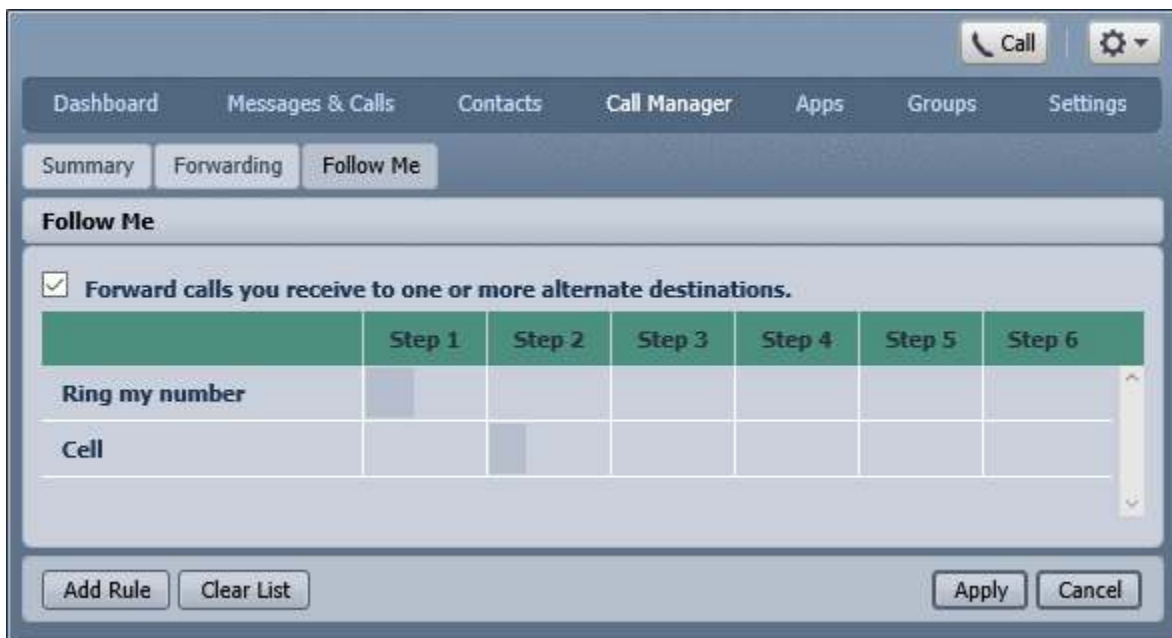 Call
Dashboard Messages & Calls Contacts Call Manager Apps Groups Settings
Summary Forwarding Follow Me
Follow Me
Forward calls you receive to one or more alternate destinations.
Step 1 Step 2 Step 3 Step 4 Step 5 Step 6
Ring my number
Cell
Add Rule Clear List Apply Cancel